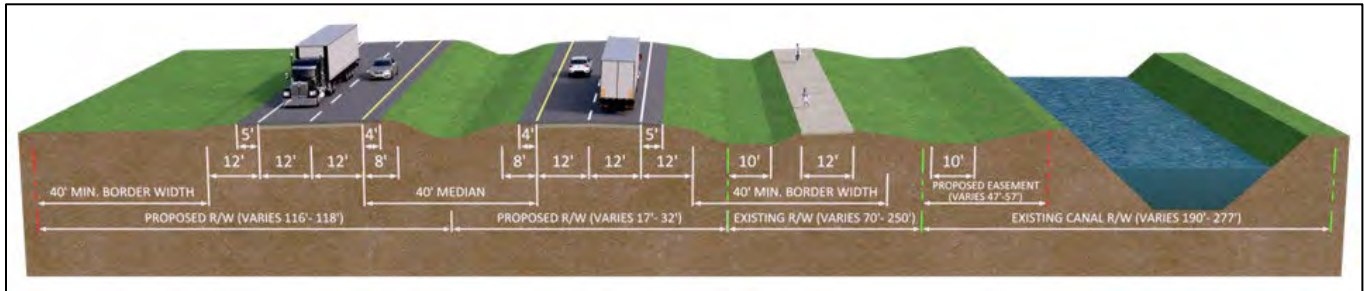 5' 4' 4' 5'
12' 12' 12' 8' 8' 12' 12' 12' 10' 12' 10'
40' MIN. BORDER WIDTH 40' MEDIAN 40' MIN. BORDER WIDTH PROPOSED EASEMENT
(VARIES 47'-57')
PROPOSED R/W (VARIES 116'- 118') PROPOSED R/W (VARIES 17'- 32') EXISTING R/W (VARIES 70'- 250') EXISTING CANAL R/W (VARIES 190'- 277')